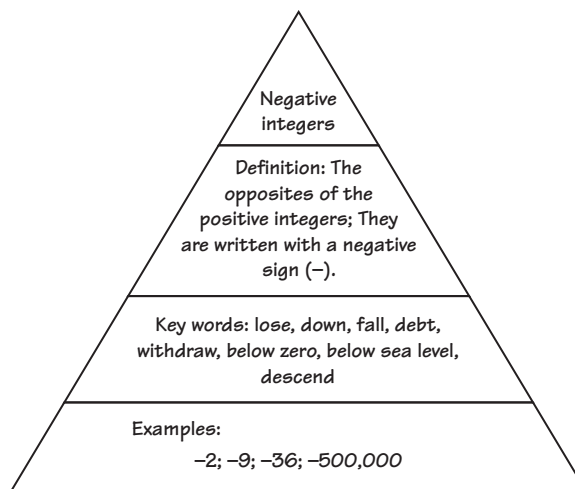 Negative
integers
Definition: The
opposites of the
positive integers; They
are written with a negative
sign (–).
Key words: lose, down, fall, debt,
withdraw, below zero, below sea level,
descend
Examples:
–2; –9; –36; –500,000